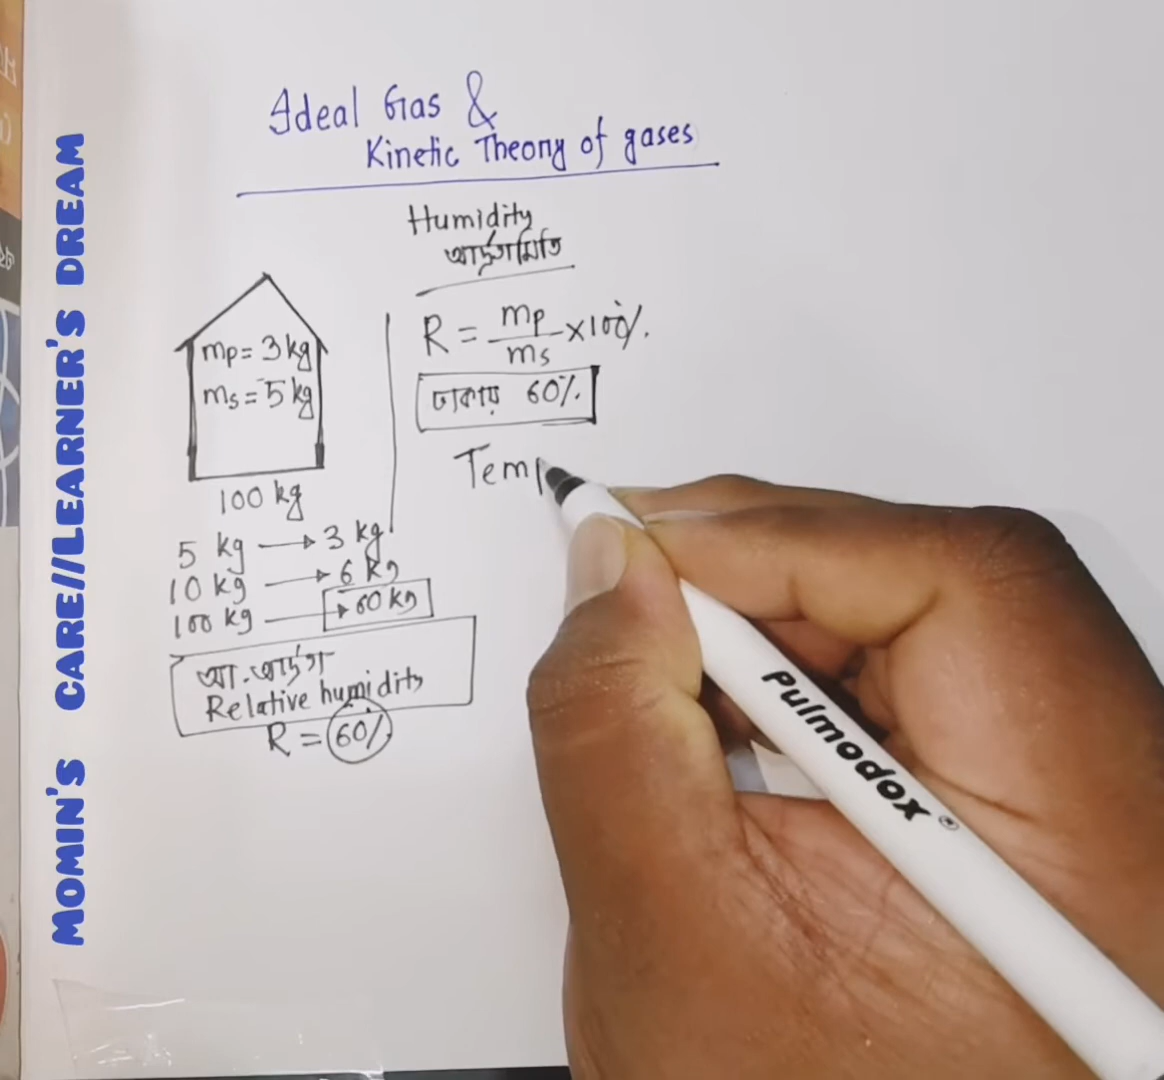 MOMIN'S CARE//LEARNER'S DREAM
Ideal Gas &
Kinetic Theory of gases
Humidity
আর্দ্রতামিতি
mp = 3 kg
ms = 5 kg
100 kg
5 kg → 3 kg
10 kg → 6 kg
100 kg → 60 kg
আ. আর্দ্রতা
Relative humidity
R = 60%
R = mp/ms × 100%.
ঢাকায় 60%.
Temp
Pulmodox ®